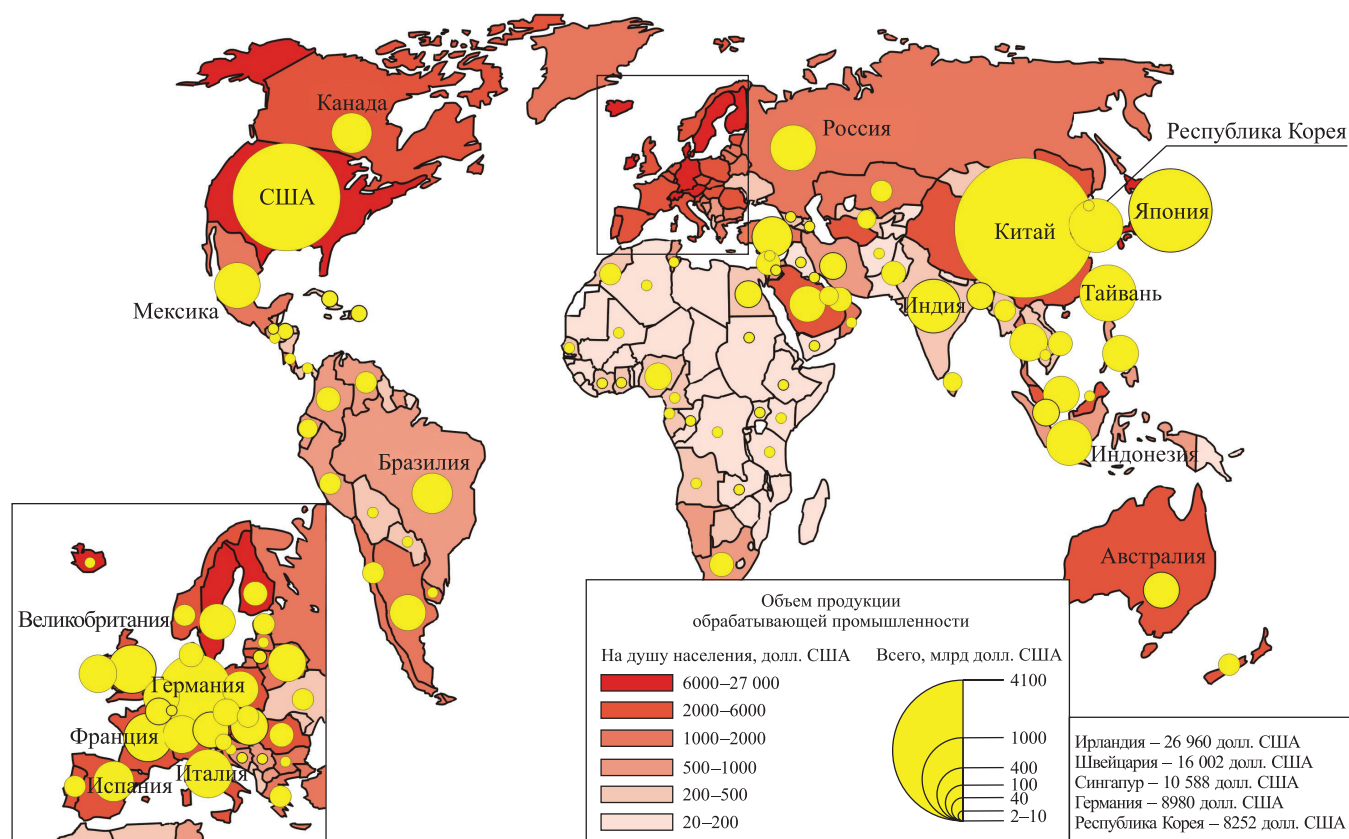 Канада
Россия
Республика Корея
США
Китай
Япония
Мексика
Индия
Тайвань
Бразилия
Индонезия
Австралия
Великобритания
Германия
Франция
Испания
Италия
Объем продукции
обрабатывающей промышленности
На душу населения, долл. США
6000–27 000
2000–6000
1000–2000
500–1000
200–500
20–200
Всего, млрд долл. США
4100
1000
400
100
40
2–10
Ирландия – 26 960 долл. США
Швейцария – 16 002 долл. США
Сингапур – 10 588 долл. США
Германия – 8980 долл. США
Республика Корея – 8252 долл. США